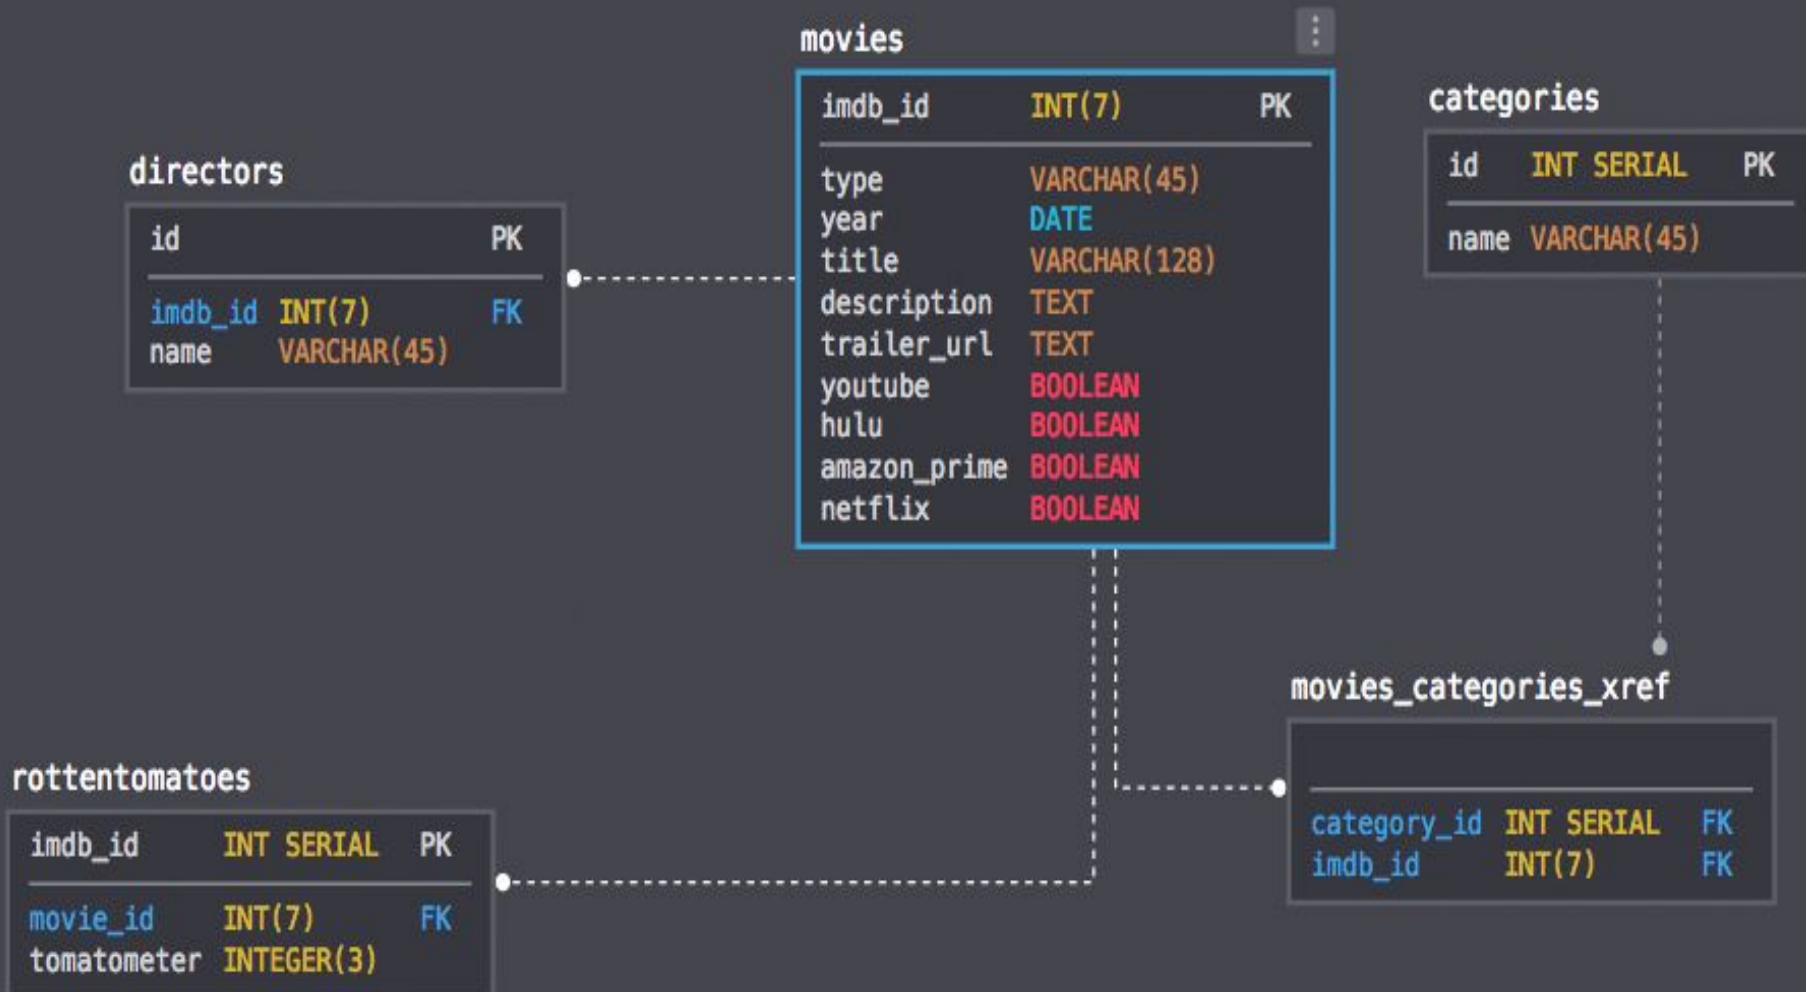 movies
imdb_id INT(7) PK
type VARCHAR(45)
year DATE
title VARCHAR(128)
description TEXT
trailer_url TEXT
youtube BOOLEAN
hulu BOOLEAN
amazon_prime BOOLEAN
netflix BOOLEAN
categories
id INT SERIAL PK
name VARCHAR(45)
directors
id PK
imdb_id INT(7) FK
name VARCHAR(45)
movies_categories_xref
category_id INT SERIAL FK
imdb_id INT(7) FK
rottentomatoes
imdb_id INT SERIAL PK
movie_id INT(7) FK
tomatometer INTEGER(3)